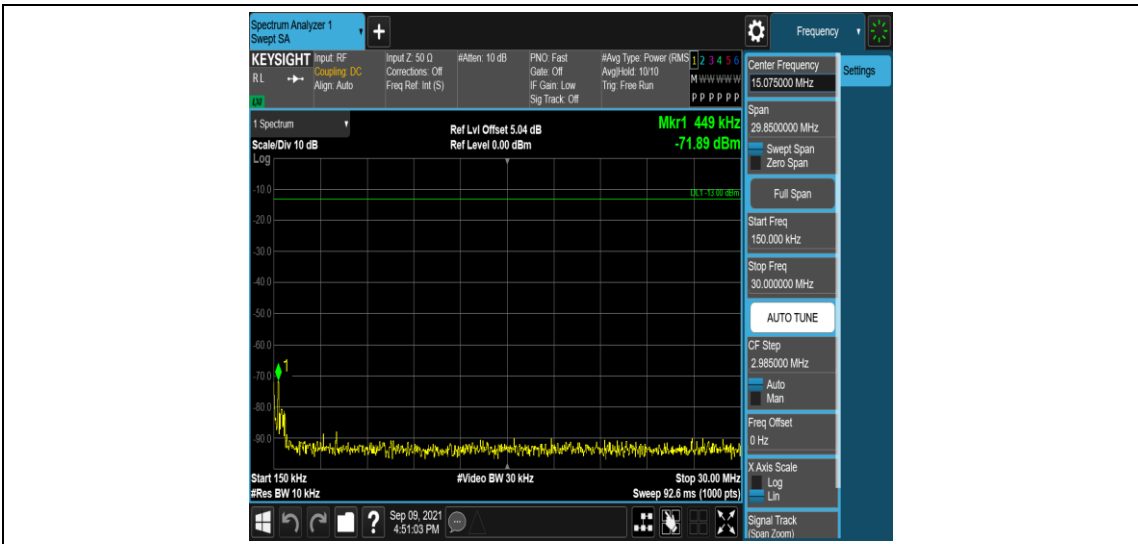 Spectrum Analyzer 1
Swept SA
+
Frequency
KEYSIGHT
RL
LXI
Input: RF
Coupling: DC
Align: Auto
Input Z: 50 Ω
Corrections: Off
Freq Ref: Int (S)
#Atten: 10 dB
PNO: Fast
Gate: Off
IF Gain: Low
Sig Track: Off
#Avg Type: Power (RMS
Avg|Hold: 10/10
Trig: Free Run
1 2 3 4 5 6
M W W W W W
P P P P P P
Center Frequency
15.075000 MHz
Settings
Span
29.8500000 MHz
Swept Span
Zero Span
Full Span
Start Freq
150.000 kHz
Stop Freq
30.000000 MHz
AUTO TUNE
CF Step
2.985000 MHz
Auto
Man
Freq Offset
0 Hz
X Axis Scale
Log
Lin
Signal Track
(Span Zoom)
1 Spectrum
Scale/Div 10 dB
Log
Ref Lvl Offset 5.04 dB
Ref Level 0.00 dBm
Mkr1 449 kHz
-71.89 dBm
DL1 -13.00 dBm
-10.0
-20.0
-30.0
-40.0
-50.0
-60.0
-70.0
-80.0
-90.0
1
Start 150 kHz
#Res BW 10 kHz
#Video BW 30 kHz
Stop 30.00 MHz
Sweep 92.6 ms (1000 pts)
?
Sep 09, 2021
4:51:03 PM